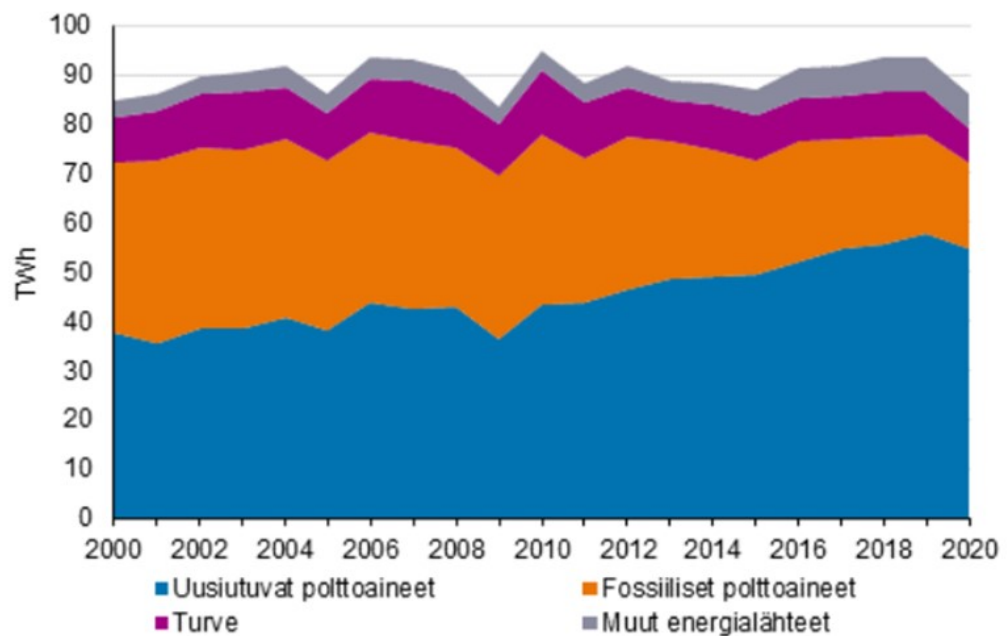 100
90
80
70
60
50
40
30
20
10
0
TWh
2000 2002 2004 2006 2008 2010 2012 2014 2016 2018 2020
Uusiutuvat polttoaineet Fossiiliset polttoaineet
Turve Muut energialähteet